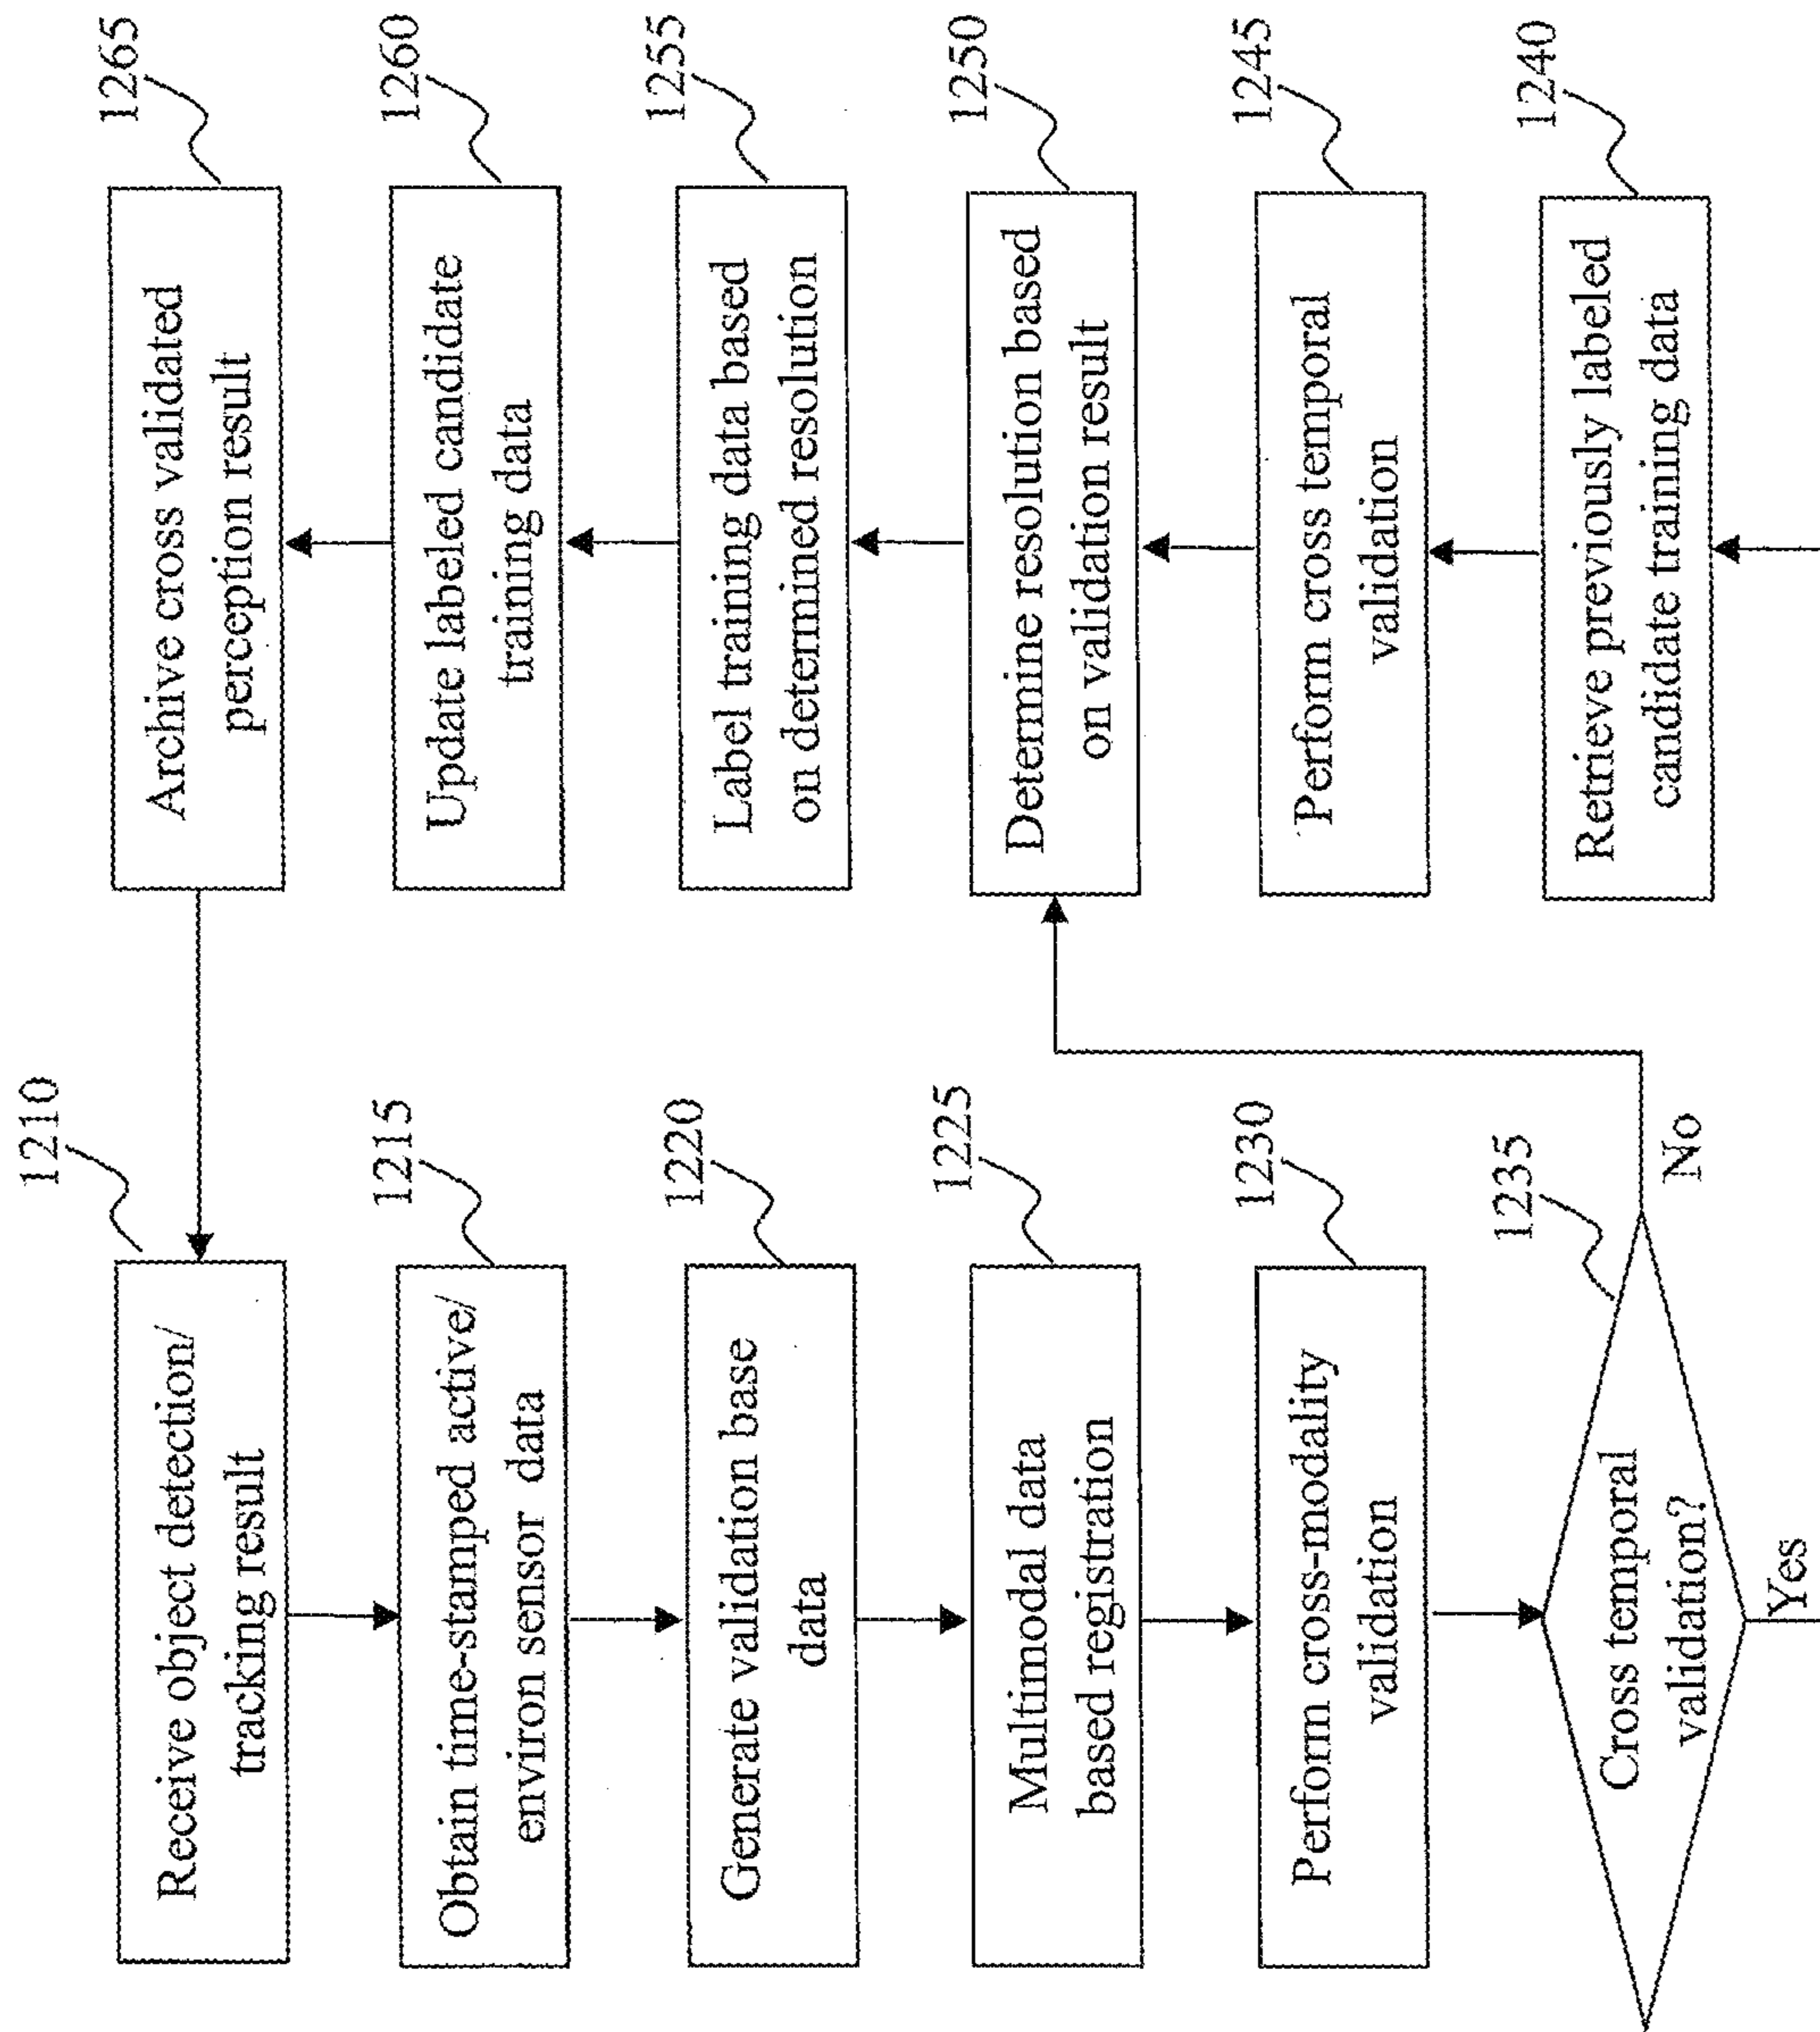 1210
Receive object detection/
tracking result
1215
Obtain time-stamped active/
environ sensor data
1220
Generate validation base
data
1225
Multimodal data
based registration
1230
Perform cross-modality
validation
1235
Cross temporal
validation?
No
Yes
1265
Archive cross validated
perception result
1260
Update labeled candidate
training data
1255
Label training data based
on determined resolution
1250
Determine resolution based
on validation result
1245
Perform cross temporal
validation
1240
Retrieve previously labeled
candidate training data